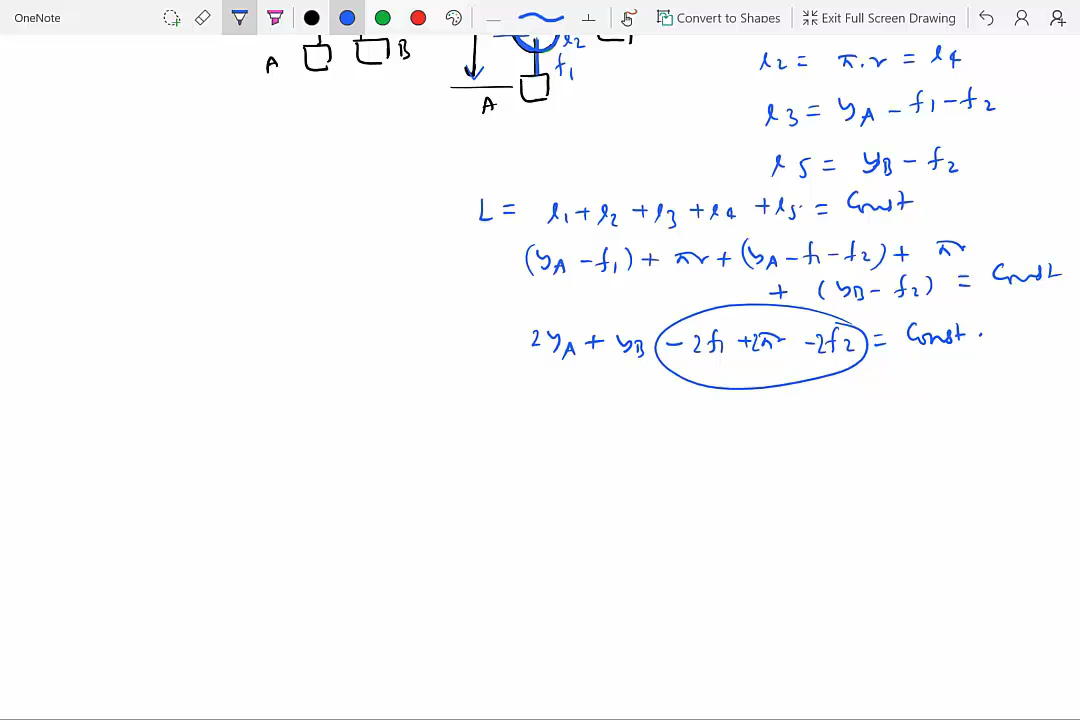 OneNote
Convert to Shapes
Exit Full Screen Drawing
A
B
l2
f1
A
l2 = π.r = l4
l3 = yA - f1 - f2
l5 = yB - f2
L = l1 + l2 + l3 + l4 + l5 = Const
(yA - f1) + πr + (yA - f1 - f2) + πr
+ (yB - f2) = Const
2yA + yB - 2f1 + 2πr - 2f2 = Const.